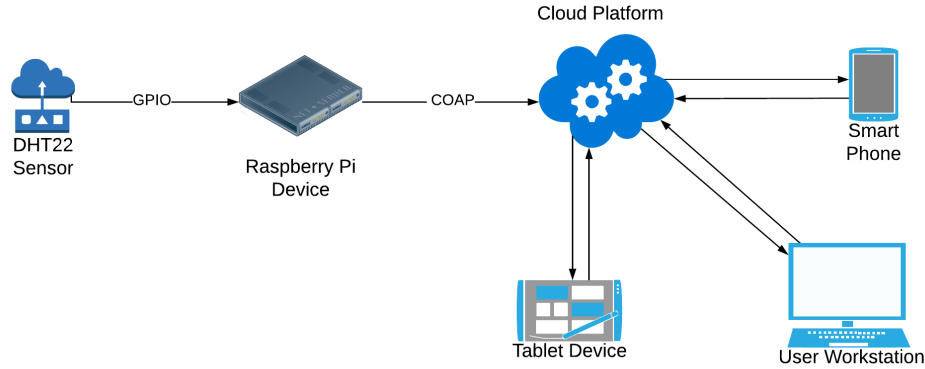 Cloud Platform
GPIO
COAP
DHT22
Sensor
Raspberry Pi
Device
Smart
Phone
Tablet Device
User Workstation